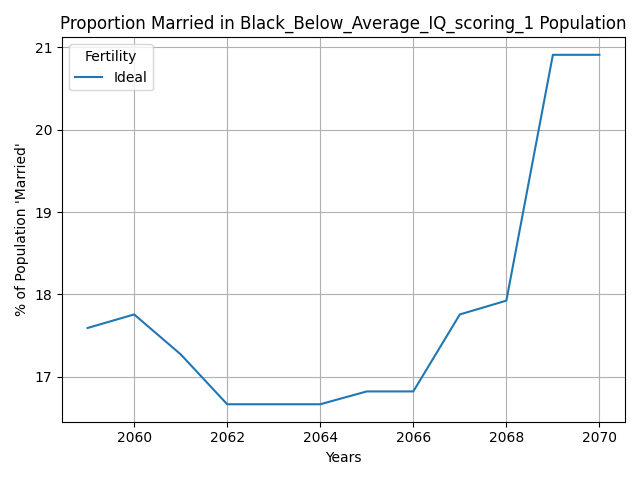 Proportion Married in Black_Below_Average_IQ_scoring_1 Population
Fertility
Ideal
% of Population 'Married'
21
20
19
18
17
2060 2062 2064 2066 2068 2070
Years